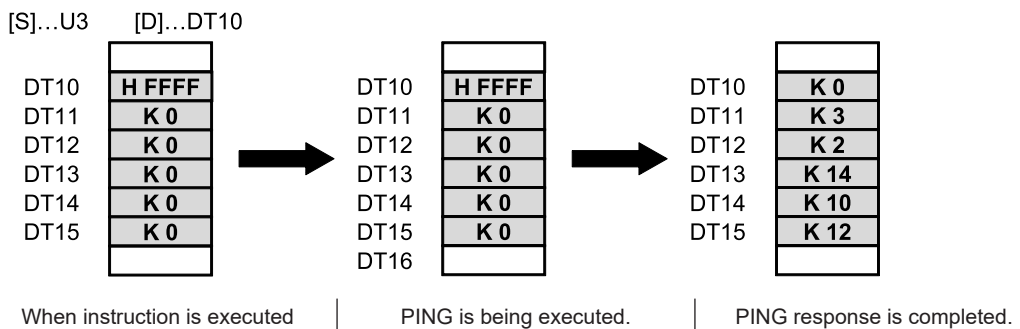 [S]…U3 [D]…DT10
DT10 H FFFF DT10 H FFFF DT10 K 0
DT11 K 0 DT11 K 0 DT11 K 3
DT12 K 0 DT12 K 0 DT12 K 2
DT13 K 0 DT13 K 0 DT13 K 14
DT14 K 0 DT14 K 0 DT14 K 10
DT15 K 0 DT15 K 0 DT15 K 12
DT16
When instruction is executed PING is being executed. PING response is completed.